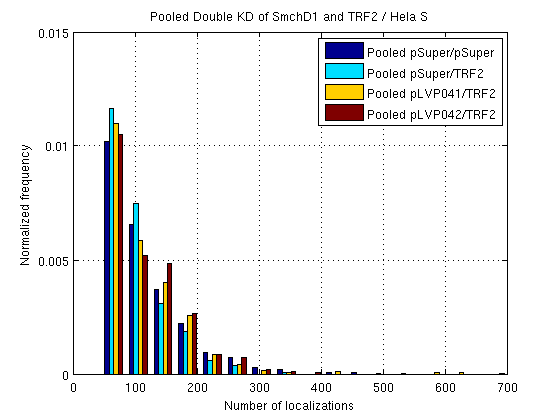 Pooled Double KD of SmchD1 and TRF2 / Hela S
0.015
0.01
0.005
0
Normalized frequency
Pooled pSuper/pSuper
Pooled pSuper/TRF2
Pooled pLVP041/TRF2
Pooled pLVP042/TRF2
0 100 200 300 400 500 600 700
Number of localizations